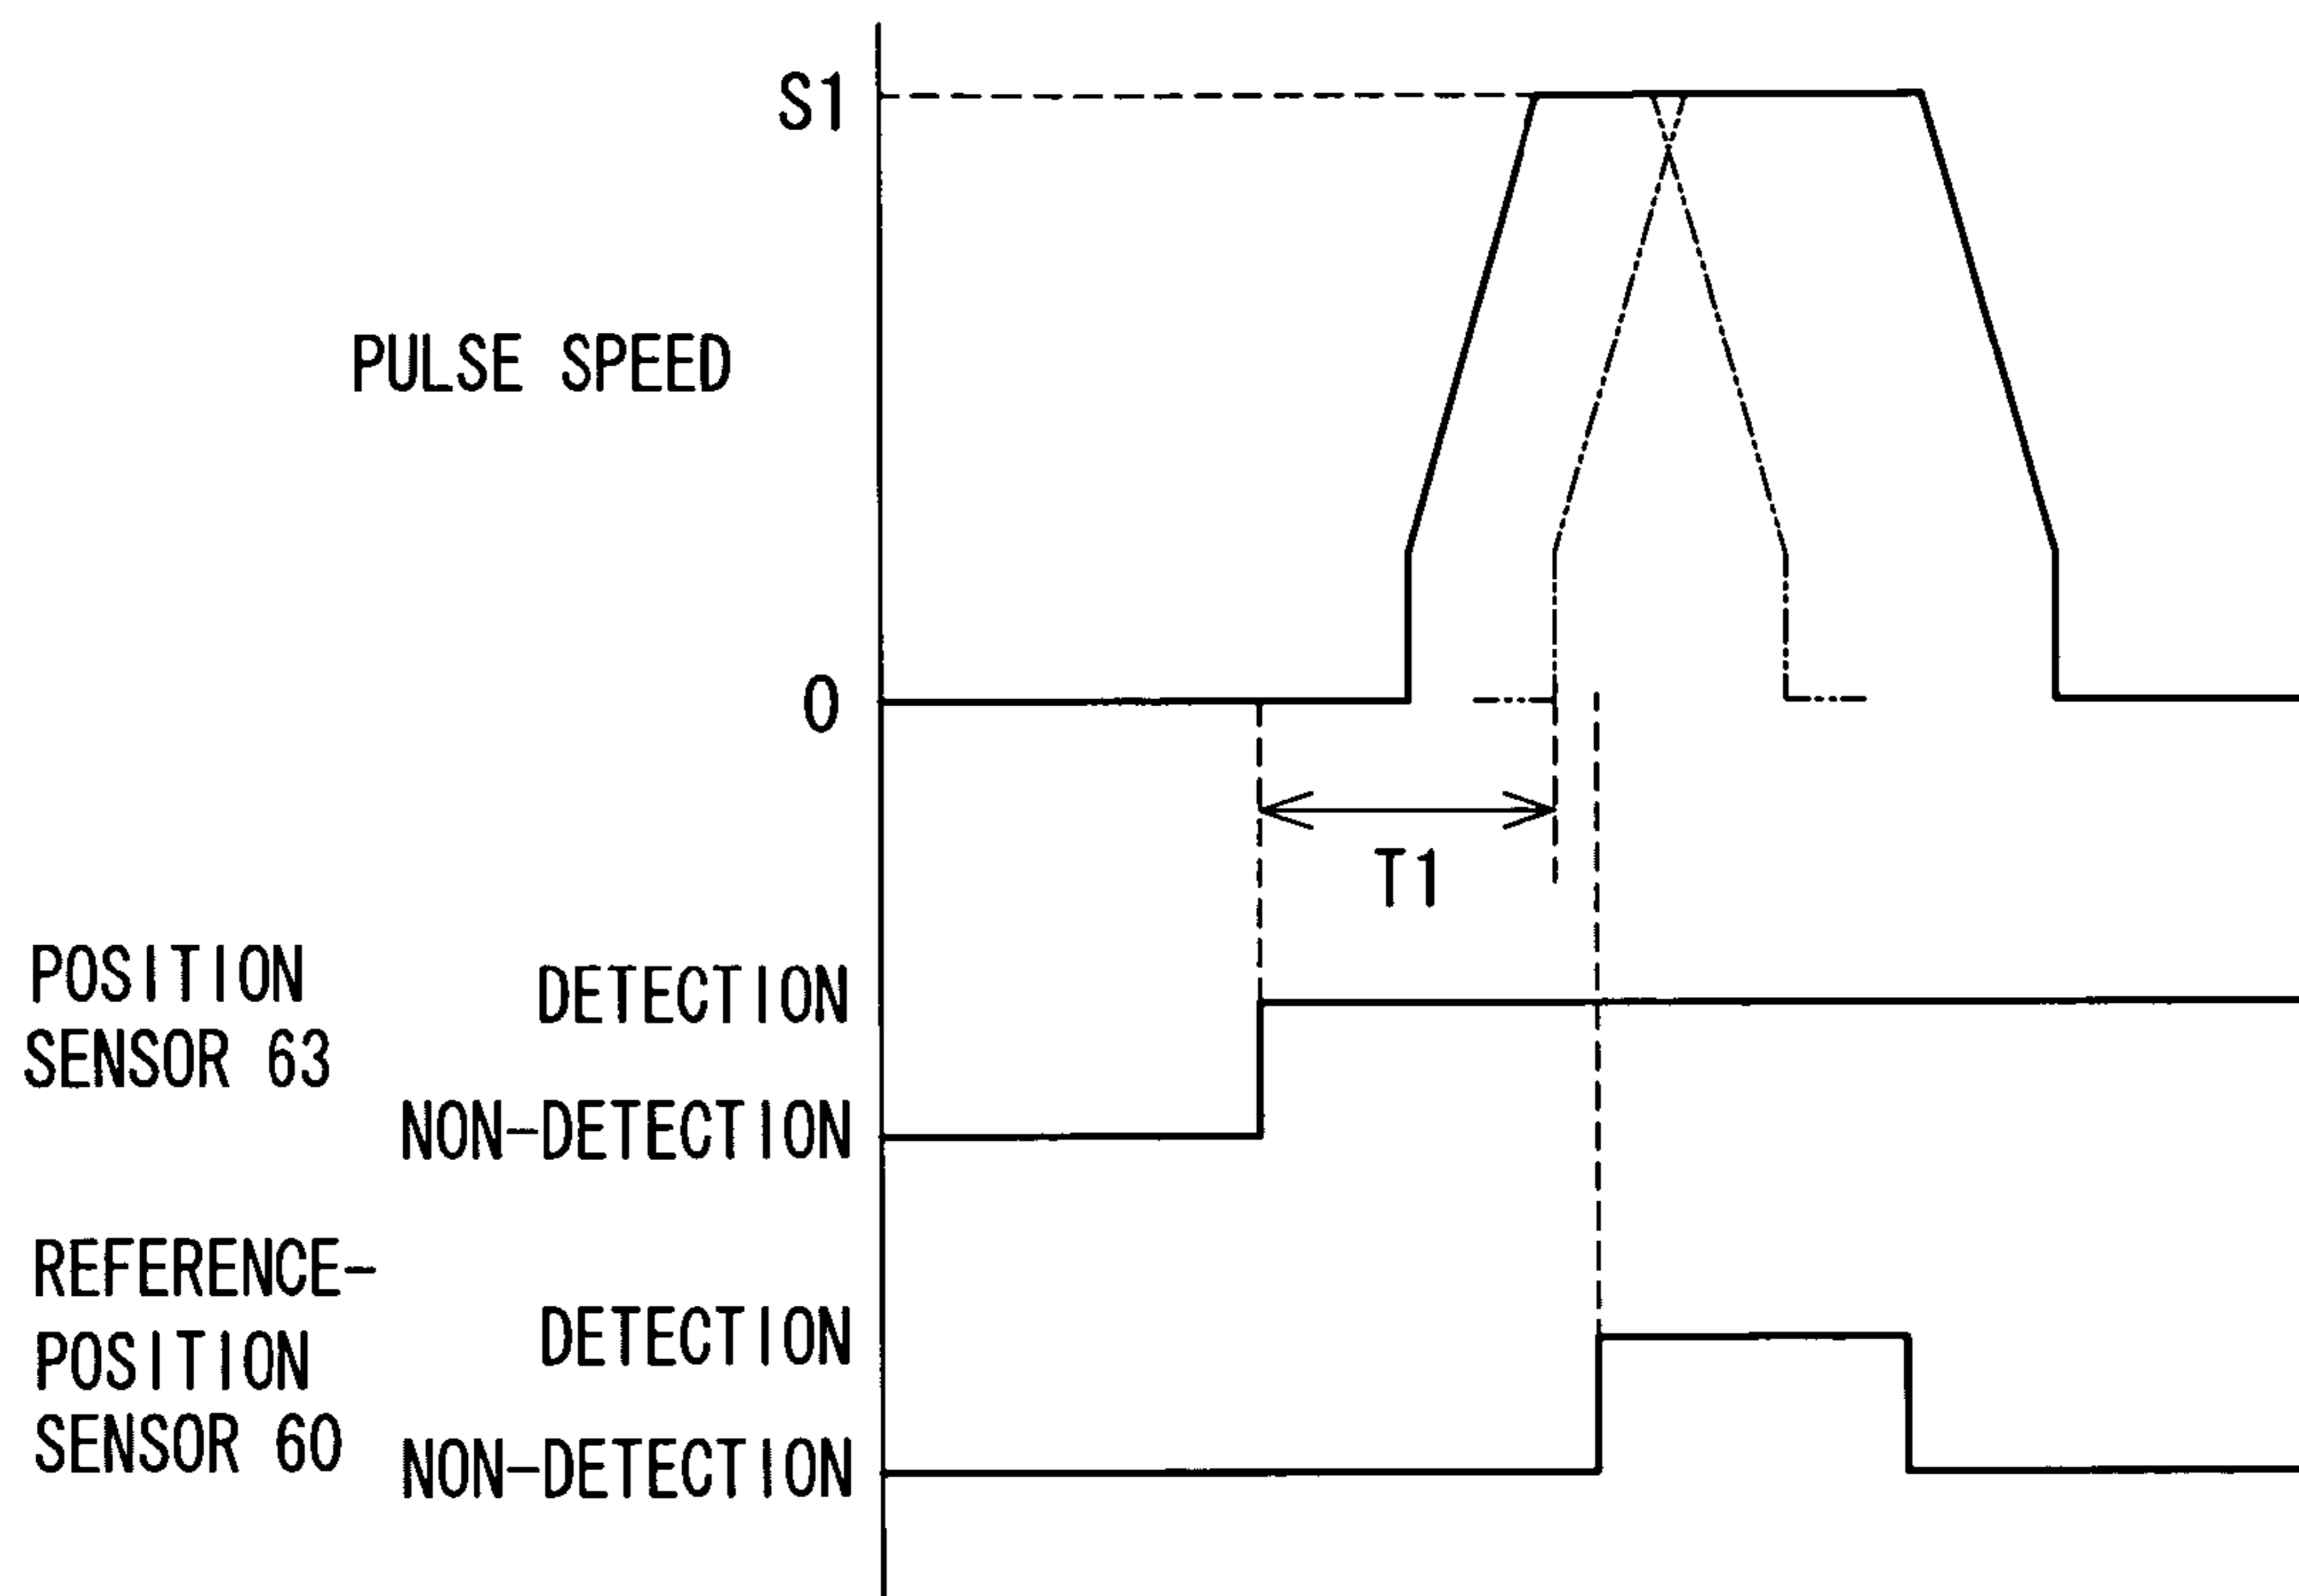 S1
PULSE SPEED
0
T1
POSITION
SENSOR 63
DETECTION
NON-DETECTION
REFERENCE-
POSITION
SENSOR 60
DETECTION
NON-DETECTION